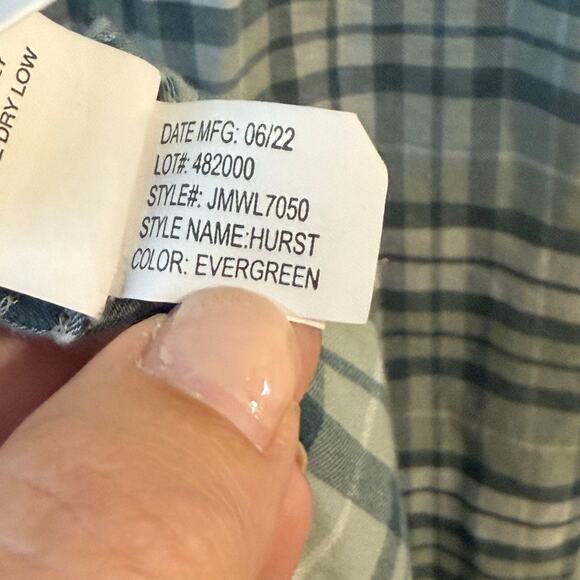 DRY LOW
DATE MFG: 06/22
LOT#: 482000
STYLE#: JMWL7050
STYLE NAME:HURST
COLOR: EVERGREEN